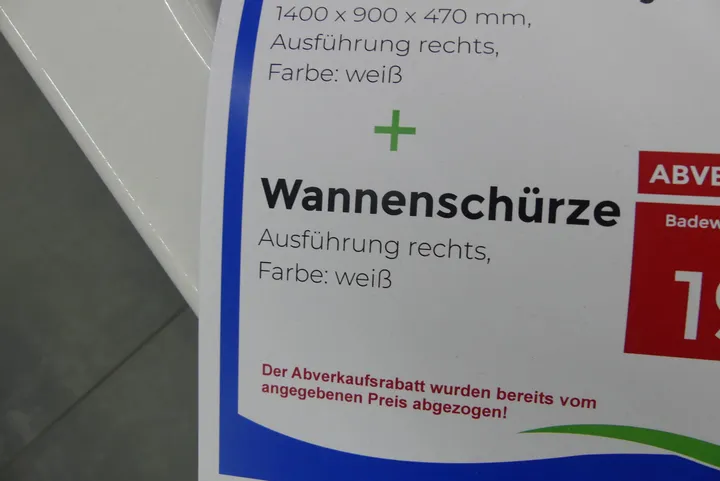 1400 x 900 x 470 mm,
Ausführung rechts,
Farbe: weiß
+
Wannenschürze
Ausführung rechts,
Farbe: weiß
ABVE
Badew
Der Abverkaufsrabatt wurden bereits vom
angegebenen Preis abgezogen!